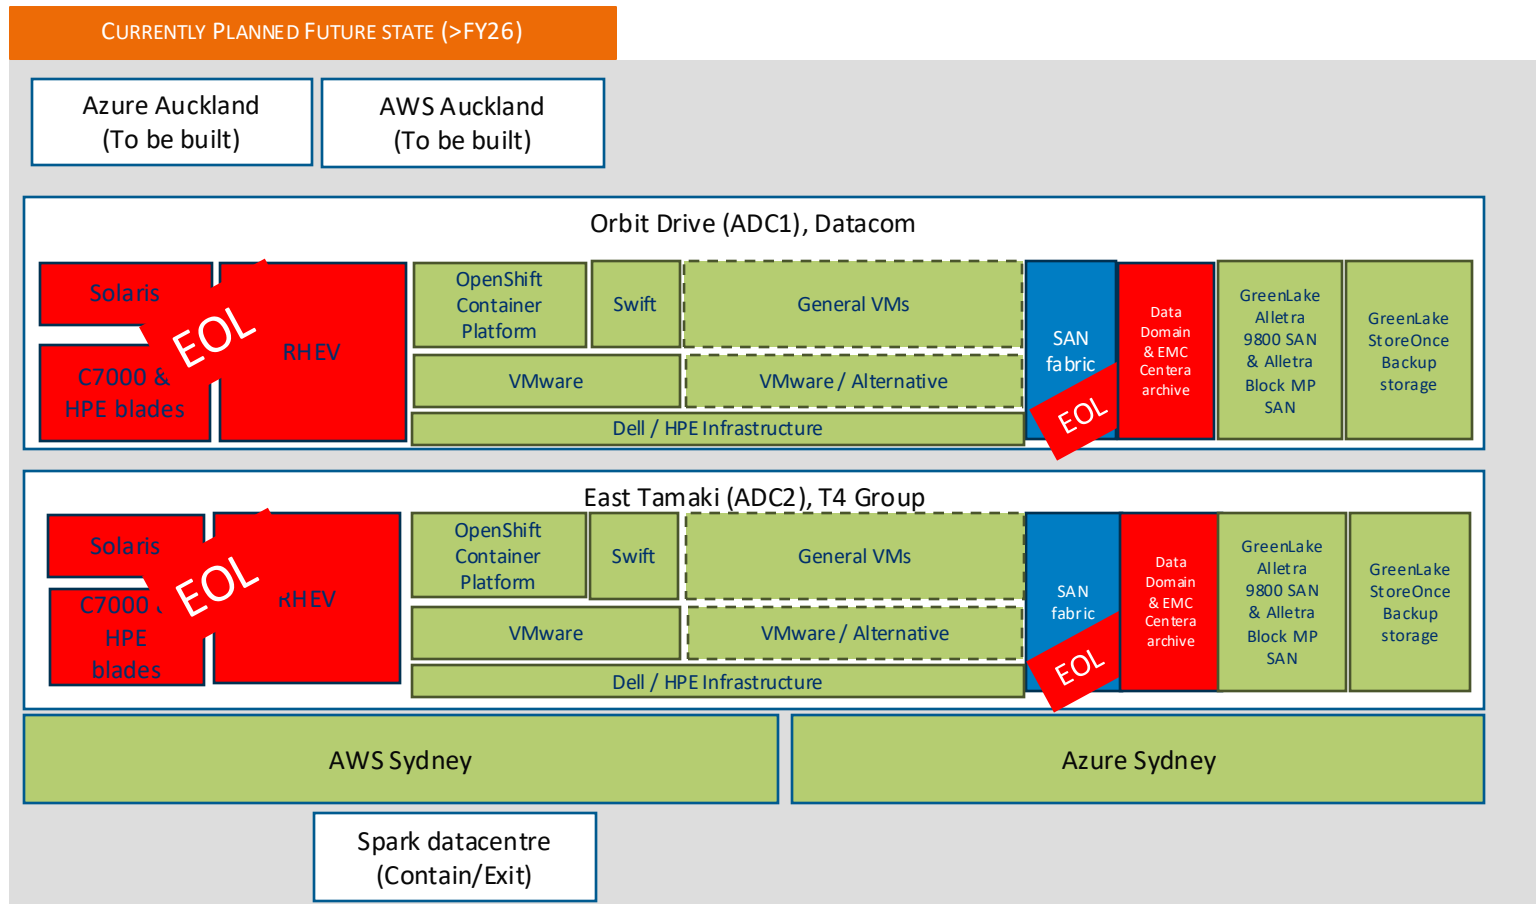 CURRENTLY PLANNED FUTURE STATE (>FY26)
Azure Auckland
(To be built)
AWS Auckland
(To be built)
Orbit Drive (ADC1), Datacom
Solaris
C7000 &
HPE blades
EOL
RHEV
OpenShift
Container
Platform
Swift
General VMs
VMware
VMware / Alternative
Dell / HPE Infrastructure
SAN
fabric
EOL
Data
Domain
& EMC
Centera
archive
GreenLake
Alletra
9800 SAN
& Alletra
Block MP
SAN
GreenLake
StoreOnce
Backup
storage
East Tamaki (ADC2), T4 Group
Solaris
C7000 &
HPE
blades
EOL
RHEV
OpenShift
Container
Platform
Swift
General VMs
VMware
VMware / Alternative
Dell / HPE Infrastructure
SAN
fabric
EOL
Data
Domain
& EMC
Centera
archive
GreenLake
Alletra
9800 SAN
& Alletra
Block MP
SAN
GreenLake
StoreOnce
Backup
storage
AWS Sydney
Azure Sydney
Spark datacentre
(Contain/Exit)